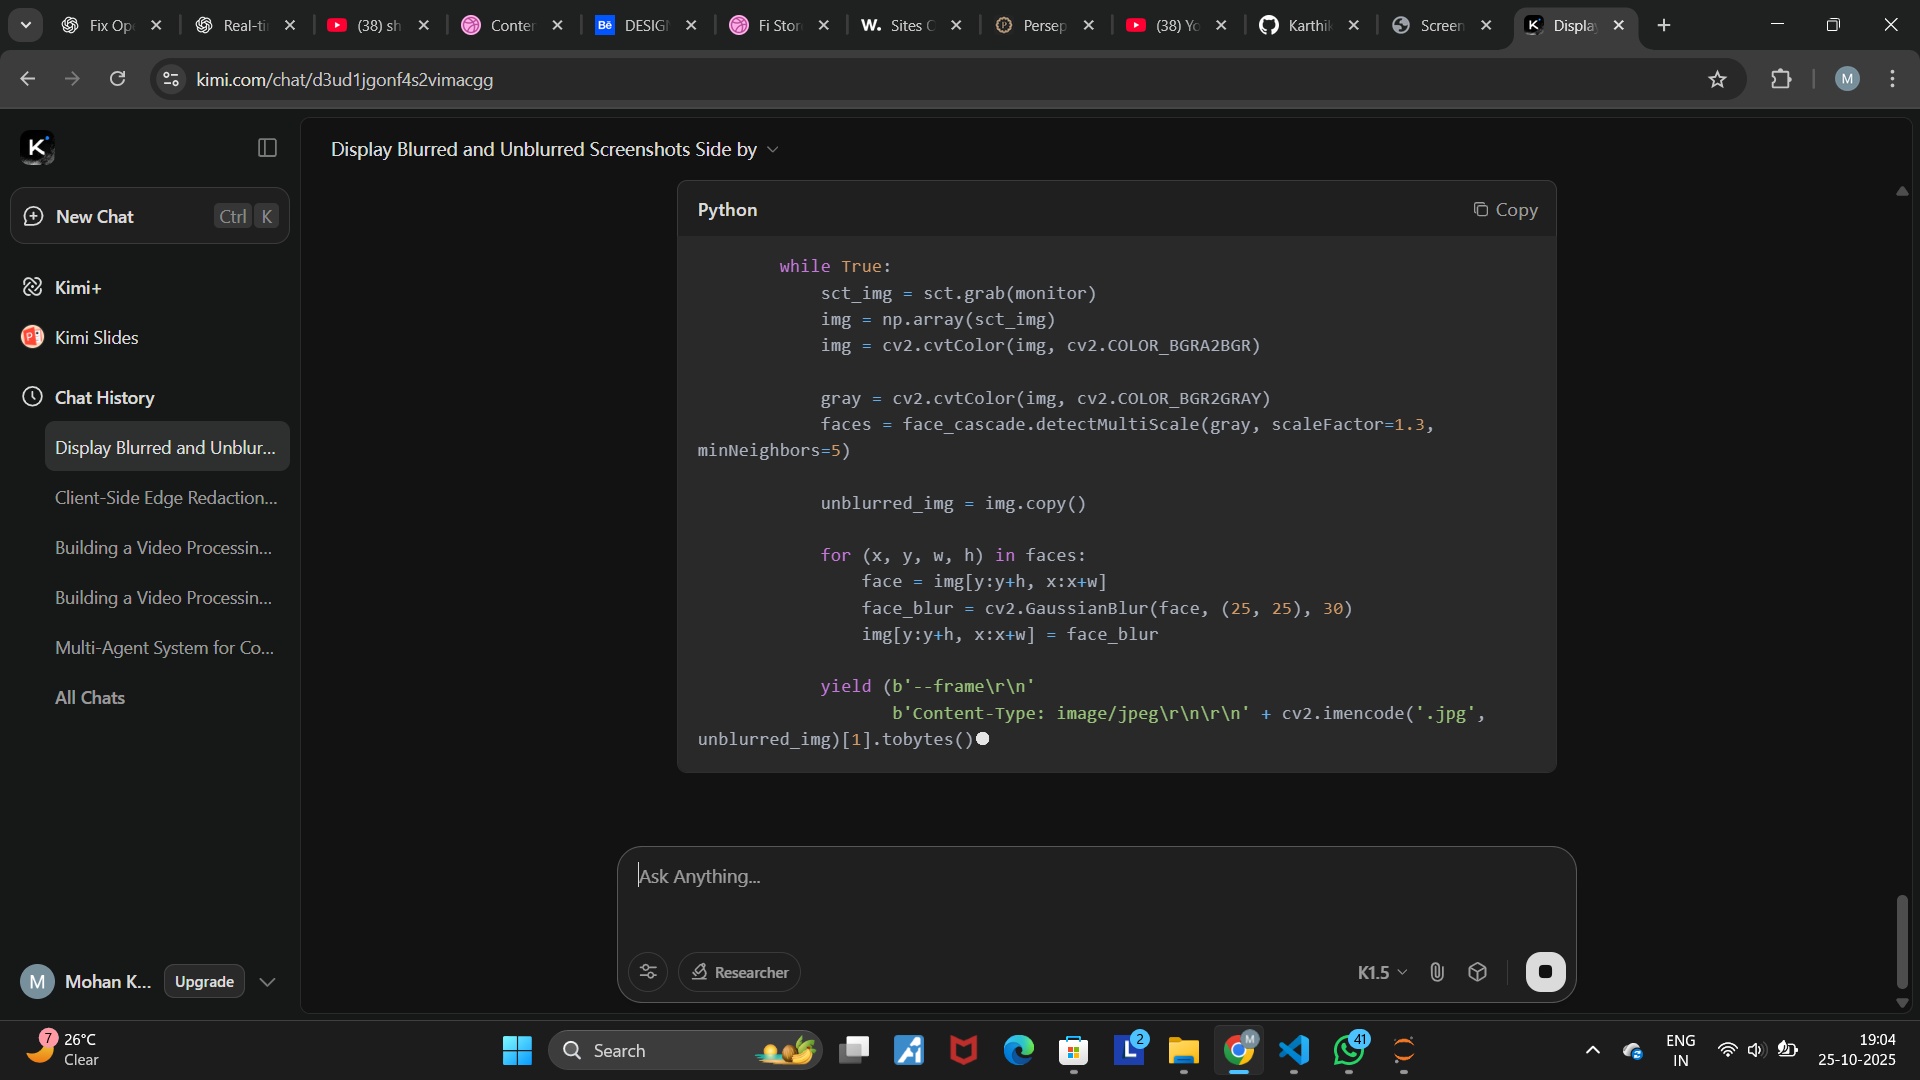 Fix Op
Real-ti
(38) sh
Conter
Bē
DESIGN
Fi Stor
W.
Sites C
Persep
(38) Yo
Karthik
Screen
Displa
kimi.com/chat/d3ud1jgonf4s2vimacgg
M
K
Display Blurred and Unblurred Screenshots Side by
New Chat
Ctrl
K
Kimi+
Kimi Slides
Chat History
Display Blurred and Unblur...
Client-Side Edge Redaction...
Building a Video Processin...
Building a Video Processin...
Multi-Agent System for Co...
All Chats
M
Mohan K...
Upgrade
Python
Copy
while True:
sct_img = sct.grab(monitor)
img = np.array(sct_img)
img = cv2.cvtColor(img, cv2.COLOR_BGRA2BGR)
gray = cv2.cvtColor(img, cv2.COLOR_BGR2GRAY)
faces = face_cascade.detectMultiScale(gray, scaleFactor=1.3,
minNeighbors=5)
unblurred_img = img.copy()
for (x, y, w, h) in faces:
face = img[y:y+h, x:x+w]
face_blur = cv2.GaussianBlur(face, (25, 25), 30)
img[y:y+h, x:x+w] = face_blur
yield (b'--frame\r\n'
b'Content-Type: image/jpeg\r\n\r\n' + cv2.imencode('.jpg',
unblurred_img)[1].tobytes()
Ask Anything...
Researcher
K1.5
7
26°C
Clear
Search
L
2
M
41
ENG
IN
19:04
25-10-2025